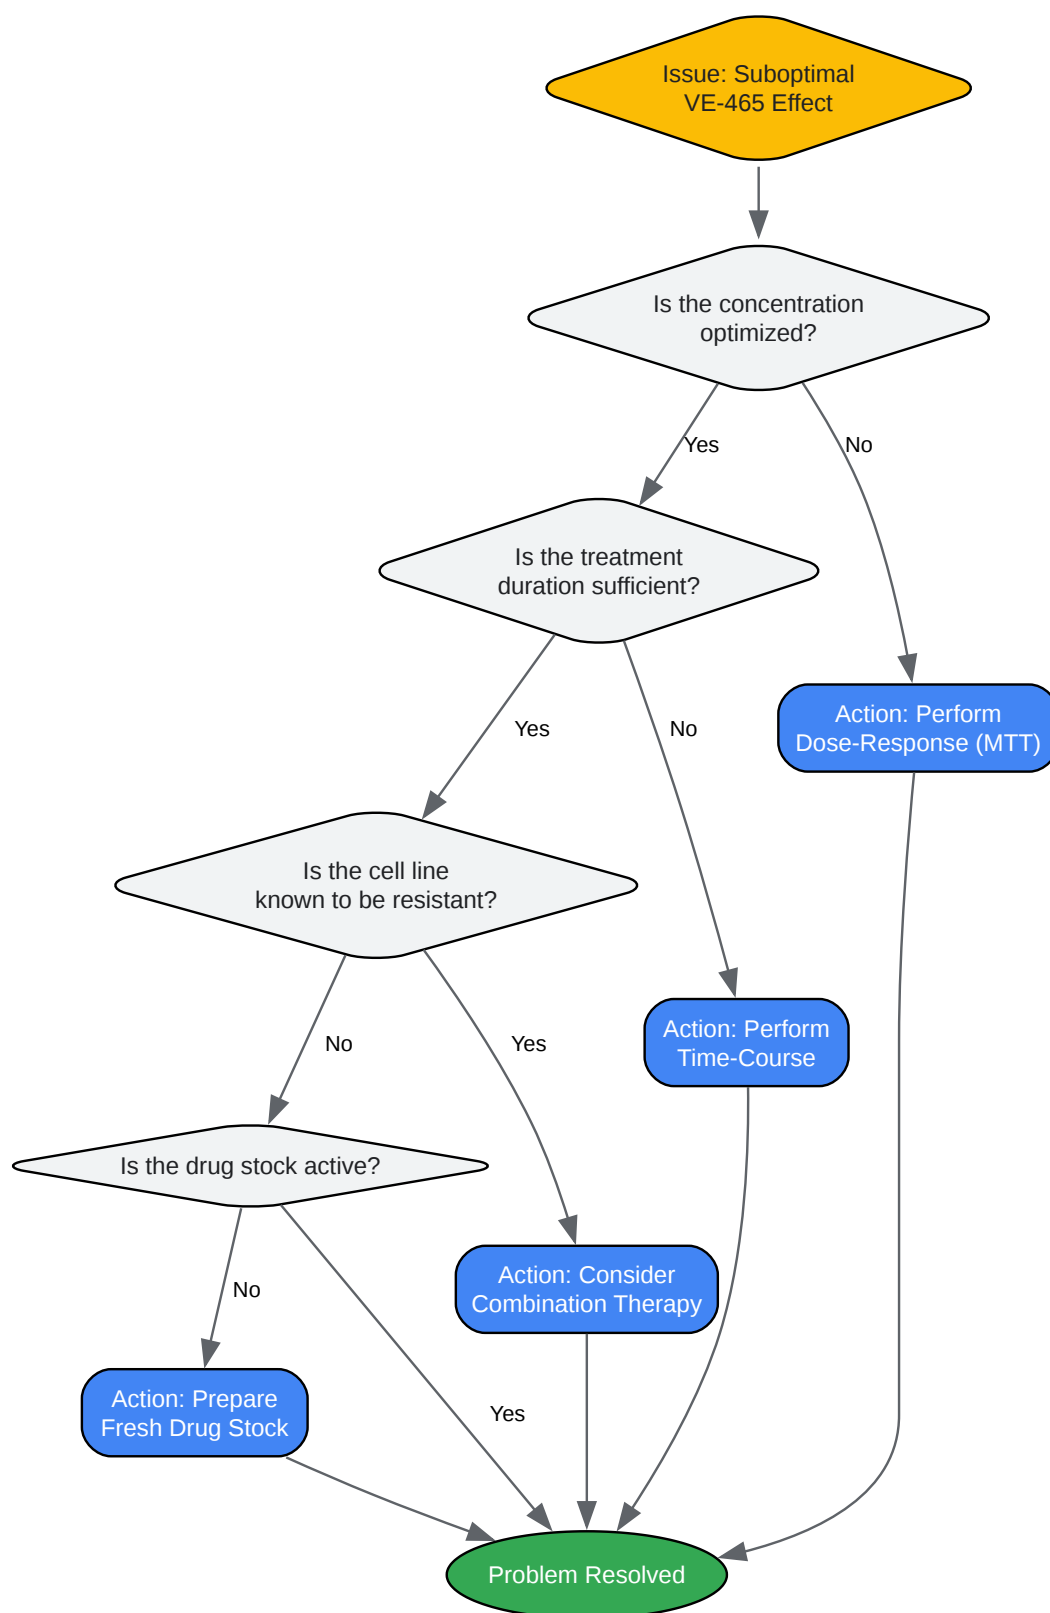 Issue: Suboptimal
VE-465 Effect
Is the concentration
optimized?
Yes
No
Is the treatment
duration sufficient?
Action: Perform
Dose-Response (MTT)
Yes
No
Is the cell line
known to be resistant?
Action: Perform
Time-Course
No
Yes
Is the drug stock active?
Action: Consider
Combination Therapy
No
Action: Prepare
Fresh Drug Stock
Yes
Problem Resolved